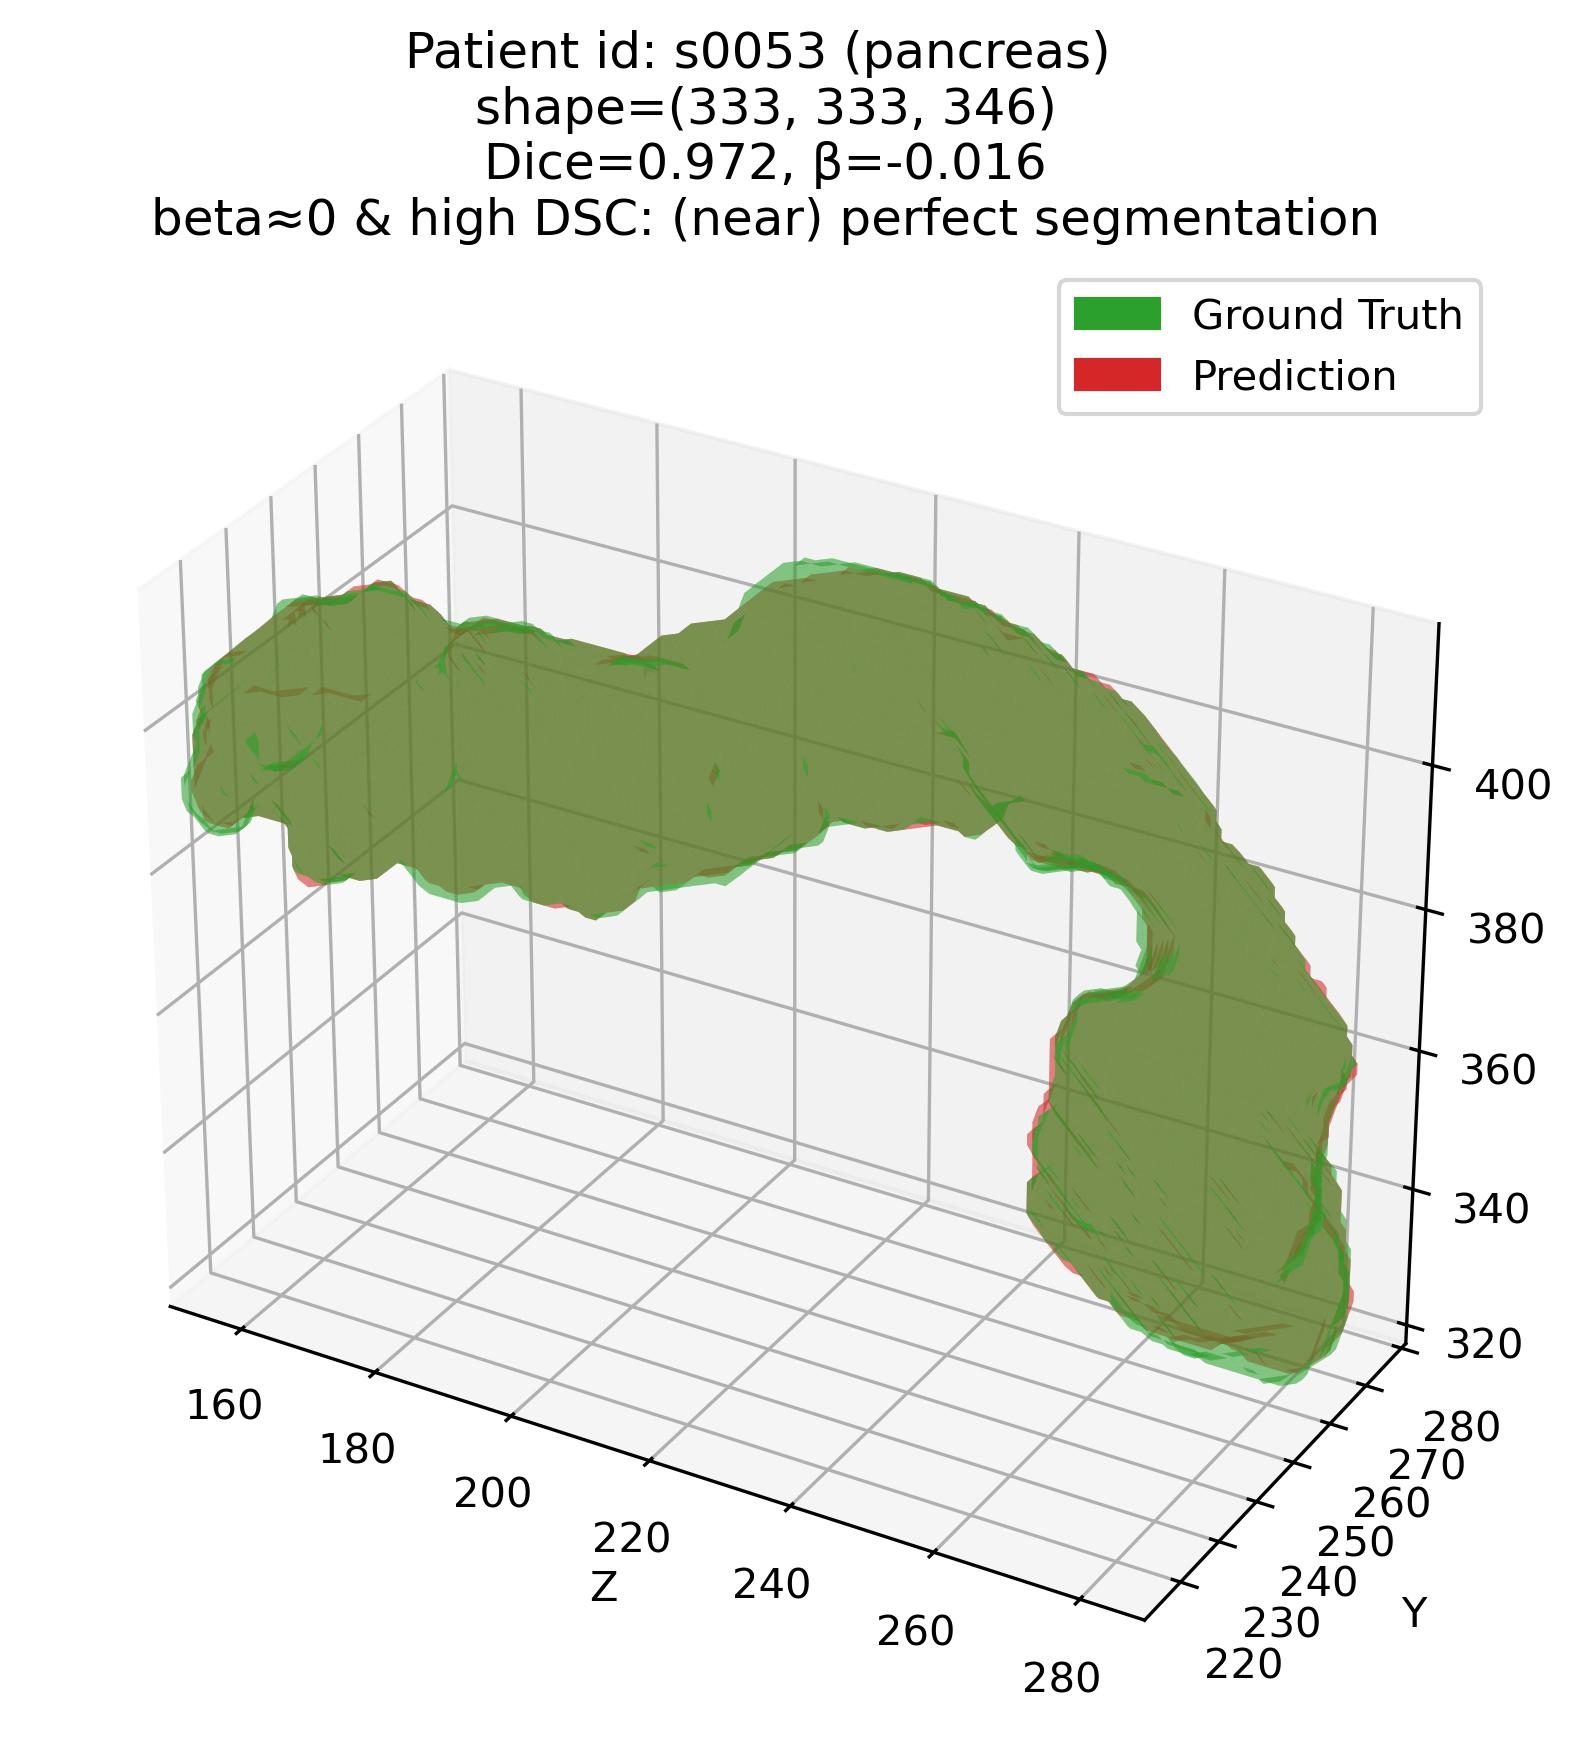 Patient id: s0053 (pancreas)
shape=(333, 333, 346)
Dice=0.972, β=-0.016
beta≈0 & high DSC: (near) perfect segmentation
Ground Truth
Prediction
400
380
360
340
320
280
270
260
250
240
230
220
Y
160
180
200
220
240
260
280
Z